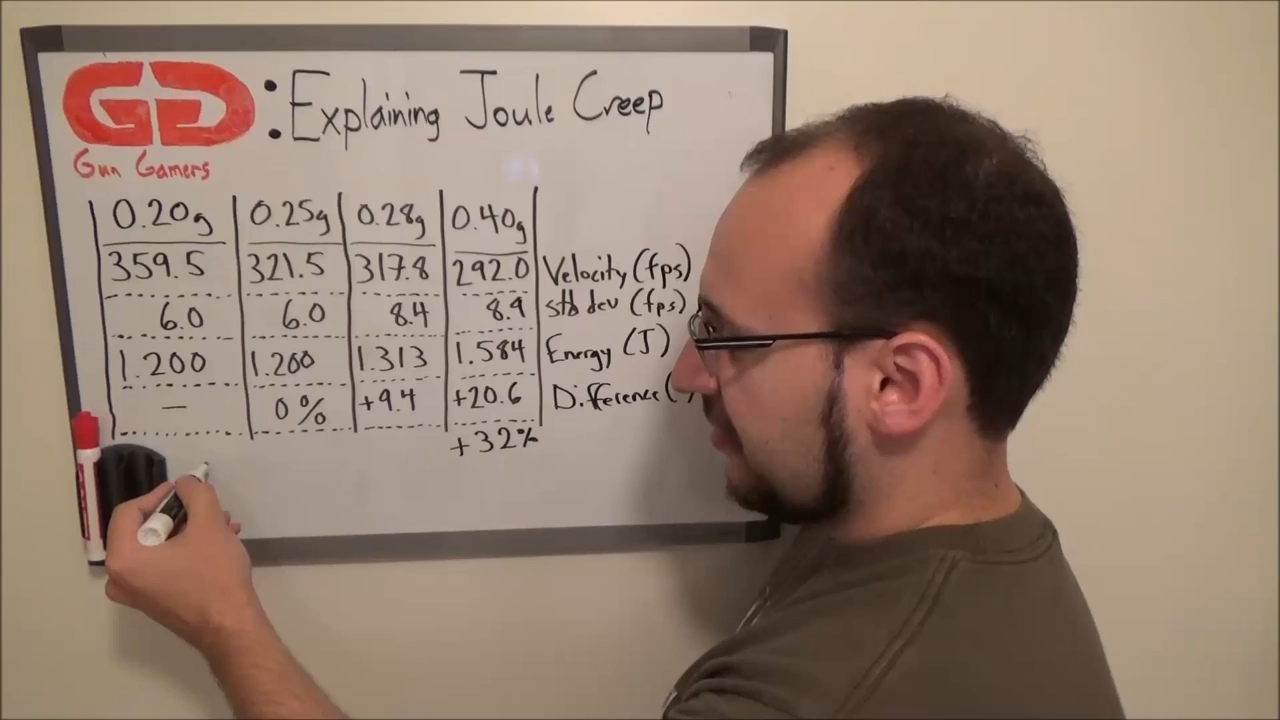 GG : Explaining Joule Creep
Gun Gamers
0.20g 0.25g 0.28g 0.40g
359.5 321.5 317.8 292.0 Velocity (fps)
6.0 6.0 8.4 8.9 std dev (fps)
1.200 1.200 1.313 1.584 Energy (J)
— 0% +9.4 +20.6 Difference (
+32%